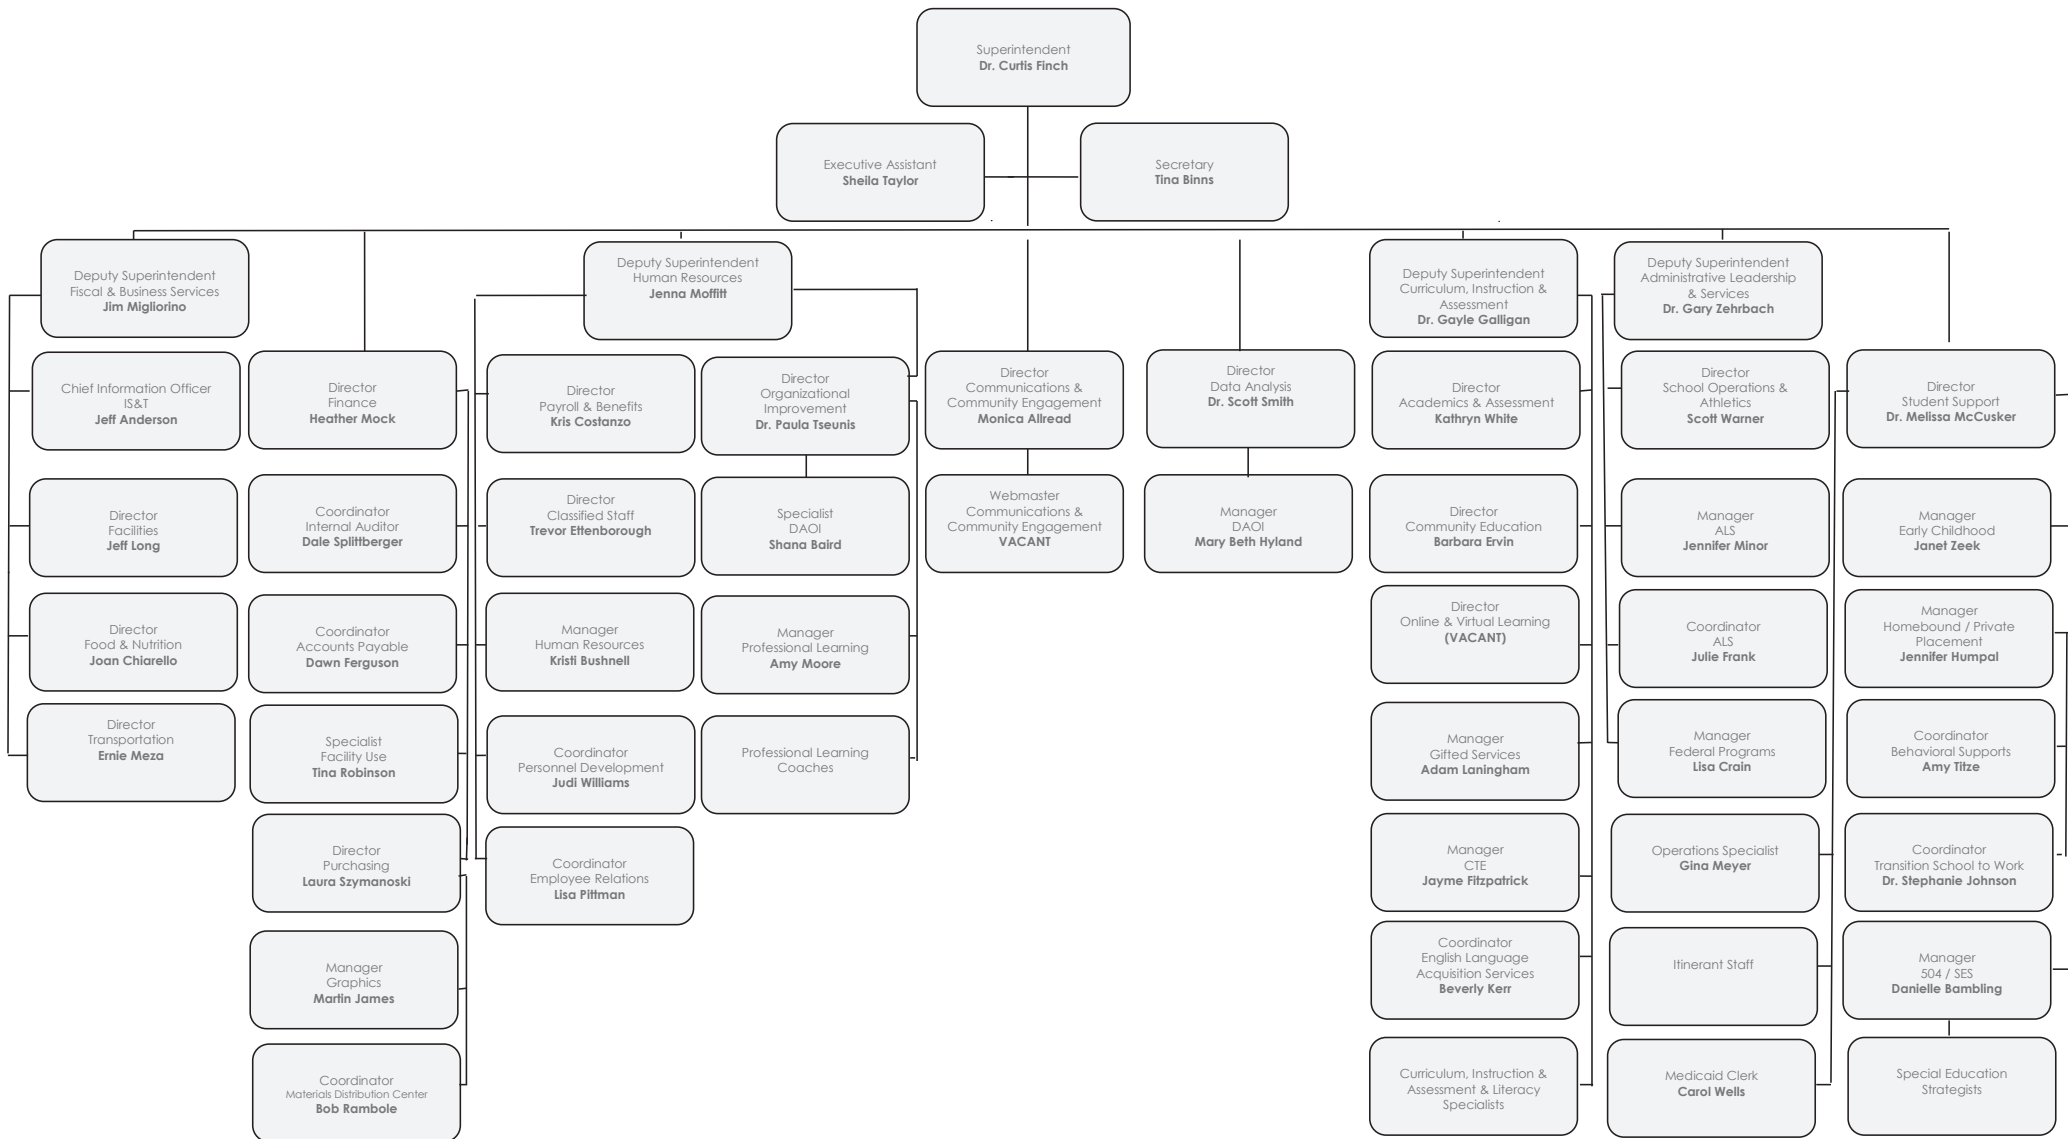 Superintendent
Dr. Curtis Finch
Executive Assistant
Sheila Taylor
Secretary
Tina Binns
Deputy Superintendent
Fiscal & Business Services
Jim Migliorino
Deputy Superintendent
Human Resources
Jenna Moffitt
Deputy Superintendent
Curriculum, Instruction &
Assessment
Dr. Gayle Galligan
Deputy Superintendent
Administrative Leadership
& Services
Dr. Gary Zehrbach
Chief Information Officer
IS&T
Jeff Anderson
Director
Finance
Heather Mock
Director
Payroll & Benefits
Kris Costanzo
Director
Organizational
Improvement
Dr. Paula Tseunis
Director
Communications &
Community Engagement
Monica Allread
Director
Data Analysis
Dr. Scott Smith
Director
Academics & Assessment
Kathryn White
Director
School Operations &
Athletics
Scott Warner
Director
Student Support
Dr. Melissa McCusker
Director
Facilities
Jeff Long
Coordinator
Internal Auditor
Dale Splittberger
Director
Classified Staff
Trevor Ettenborough
Specialist
DAOI
Shana Baird
Webmaster
Communications &
Community Engagement
VACANT
Manager
DAOI
Mary Beth Hyland
Director
Community Education
Barbara Ervin
Manager
ALS
Jennifer Minor
Manager
Early Childhood
Janet Zeek
Director
Food & Nutrition
Joan Chiarello
Coordinator
Accounts Payable
Dawn Ferguson
Manager
Human Resources
Kristi Bushnell
Manager
Professional Learning
Amy Moore
Director
Online & Virtual Learning
(VACANT)
Coordinator
ALS
Julie Frank
Manager
Homebound / Private
Placement
Jennifer Humpal
Director
Transportation
Ernie Meza
Specialist
Facility Use
Tina Robinson
Coordinator
Personnel Development
Judi Williams
Professional Learning
Coaches
Manager
Gifted Services
Adam Laningham
Manager
Federal Programs
Lisa Crain
Coordinator
Behavioral Supports
Amy Titze
Director
Purchasing
Laura Szymanoski
Coordinator
Employee Relations
Lisa Pittman
Manager
CTE
Jayme Fitzpatrick
Operations Specialist
Gina Meyer
Coordinator
Transition School to Work
Dr. Stephanie Johnson
Manager
Graphics
Martin James
Coordinator
English Language
Acquisition Services
Beverly Kerr
Itinerant Staff
Manager
504 / SES
Danielle Bambling
Coordinator
Materials Distribution Center
Bob Rambole
Curriculum, Instruction &
Assessment & Literacy
Specialists
Medicaid Clerk
Carol Wells
Special Education
Strategists